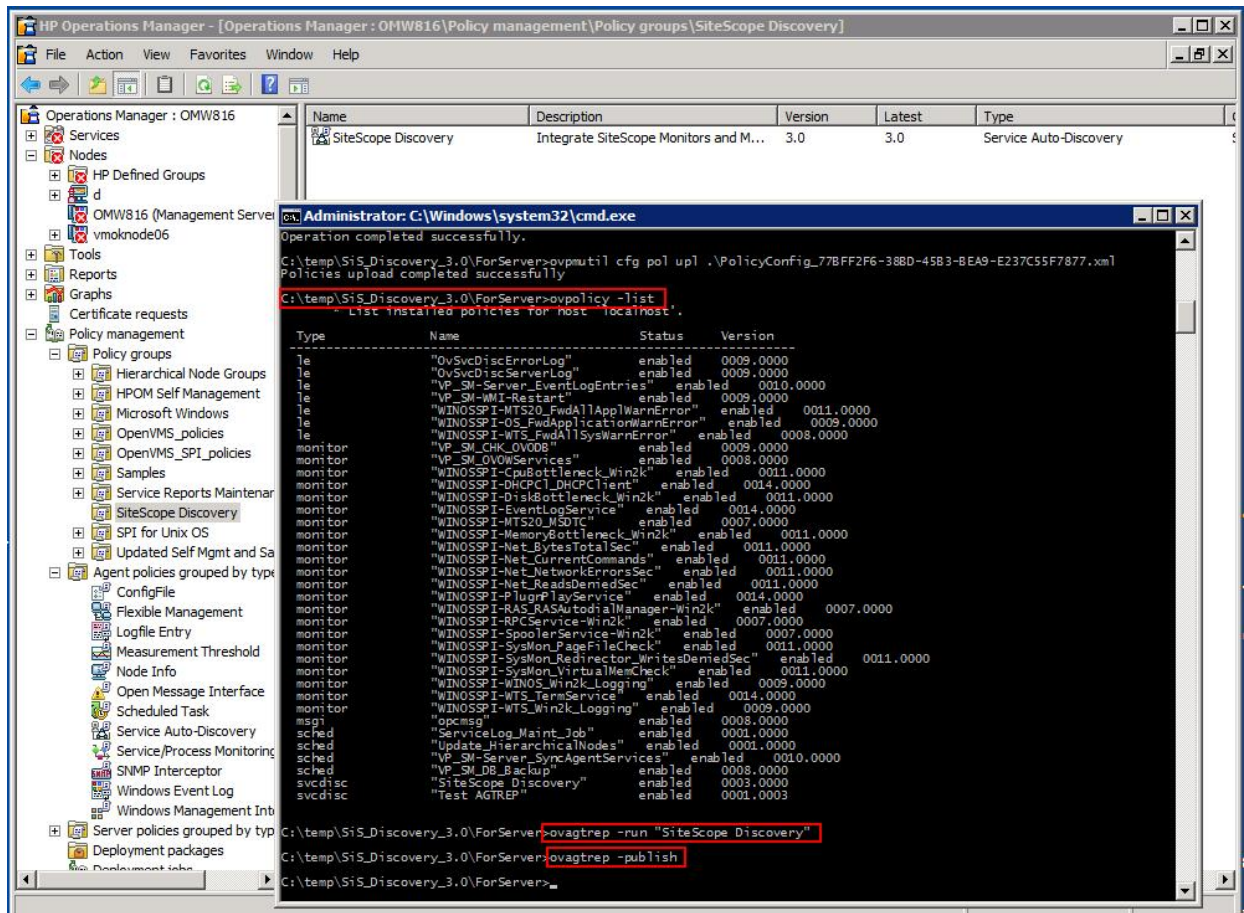 HP Operations Manager - [Operations Manager : OMW816\Policy management\Policy groups\SiteScope Discovery]
File Action View Favorites Window Help
Operations Manager : OMW816
Services
Nodes
HP Defined Groups
d
OMW816 (Management Server
vmoknode06
Tools
Reports
Graphs
Certificate requests
Policy management
Policy groups
Hierarchical Node Groups
HPOM Self Management
Microsoft Windows
OpenVMS_policies
OpenVMS_SPI_policies
Samples
Service Reports Maintenan
SiteScope Discovery
SPI for Unix OS
Updated Self Mgmt and Sa
Agent policies grouped by type
ConfigFile
Flexible Management
Logfile Entry
Measurement Threshold
Node Info
Open Message Interface
Scheduled Task
Service Auto-Discovery
Service/Process Monitoring
SNMP Interceptor
Windows Event Log
Windows Management Int
Server policies grouped by typ
Deployment packages
Deployment jobs
Name Description Version Latest Type
SiteScope Discovery Integrate SiteScope Monitors and M... 3.0 3.0 Service Auto-Discovery
Administrator: C:\Windows\system32\cmd.exe
Operation completed successfully.
C:\temp\SiS_Discovery_3.0\ForServer>ovpmutil cfg pol upl .\PolicyConfig_77BFF2F6-38BD-45B3-BEA9-E237C55F7877.xml
Policies upload completed successfully
C:\temp\SiS_Discovery_3.0\ForServer>ovpolicy -list
* List installed policies for host 'localhost'.
Type Name Status Version
le "OvSvcDiscErrorLog" enabled 0009.0000
le "OvSvcDiscServerLog" enabled 0009.0000
le "VP_SM-Server_EventLogEntries" enabled 0010.0000
le "VP_SM-WMI-Restart" enabled 0009.0000
le "WINOSSPI-MTS20_FwdAllApplWarnError" enabled 0011.0000
le "WINOSSPI-OS_FwdApplicationWarnError" enabled 0009.0000
le "WINOSSPI-WTS_FwdAllSysWarnError" enabled 0008.0000
monitor "VP_SM_CHK_OVODB" enabled 0009.0000
monitor "VP_SM_OVOWServices" enabled 0008.0000
monitor "WINOSSPI-CpuBottleneck_Win2k" enabled 0011.0000
monitor "WINOSSPI-DHCPCl_DHCPClient" enabled 0014.0000
monitor "WINOSSPI-DiskBottleneck_Win2k" enabled 0011.0000
monitor "WINOSSPI-EventLogService" enabled 0014.0000
monitor "WINOSSPI-MTS20_MSDTC" enabled 0007.0000
monitor "WINOSSPI-MemoryBottleneck_Win2k" enabled 0011.0000
monitor "WINOSSPI-Net_BytesTotalSec" enabled 0011.0000
monitor "WINOSSPI-Net_CurrentCommands" enabled 0011.0000
monitor "WINOSSPI-Net_NetworkErrorsSec" enabled 0011.0000
monitor "WINOSSPI-Net_ReadsDeniedSec" enabled 0011.0000
monitor "WINOSSPI-PlugnPlayService" enabled 0014.0000
monitor "WINOSSPI-RAS_RASAutodialManager-Win2k" enabled 0007.0000
monitor "WINOSSPI-RPCService-Win2k" enabled 0007.0000
monitor "WINOSSPI-SpoolerService-Win2k" enabled 0007.0000
monitor "WINOSSPI-SysMon_PageFileCheck" enabled 0011.0000
monitor "WINOSSPI-SysMon_Redirector_WritesDeniedSec" enabled 0011.0000
monitor "WINOSSPI-SysMon_VirtualMemCheck" enabled 0011.0000
monitor "WINOSSPI-WINOS_Win2k_Logging" enabled 0009.0000
monitor "WINOSSPI-WTS_TermService" enabled 0014.0000
monitor "WINOSSPI-WTS_Win2k_Logging" enabled 0009.0000
msgi "opcmsg" enabled 0008.0000
sched "ServiceLog_Maint_Job" enabled 0001.0000
sched "Update_HierarchicalNodes" enabled 0001.0000
sched "VP_SM-Server_SyncAgentServices" enabled 0010.0000
sched "VP_SM_DB_Backup" enabled 0008.0000
svcdisc "SiteScope Discovery" enabled 0003.0000
svcdisc "Test AGTREP" enabled 0001.0003
C:\temp\SiS_Discovery_3.0\ForServer>ovagtrep -run "SiteScope Discovery"
C:\temp\SiS_Discovery_3.0\ForServer>ovagtrep -publish
C:\temp\SiS_Discovery_3.0\ForServer>_